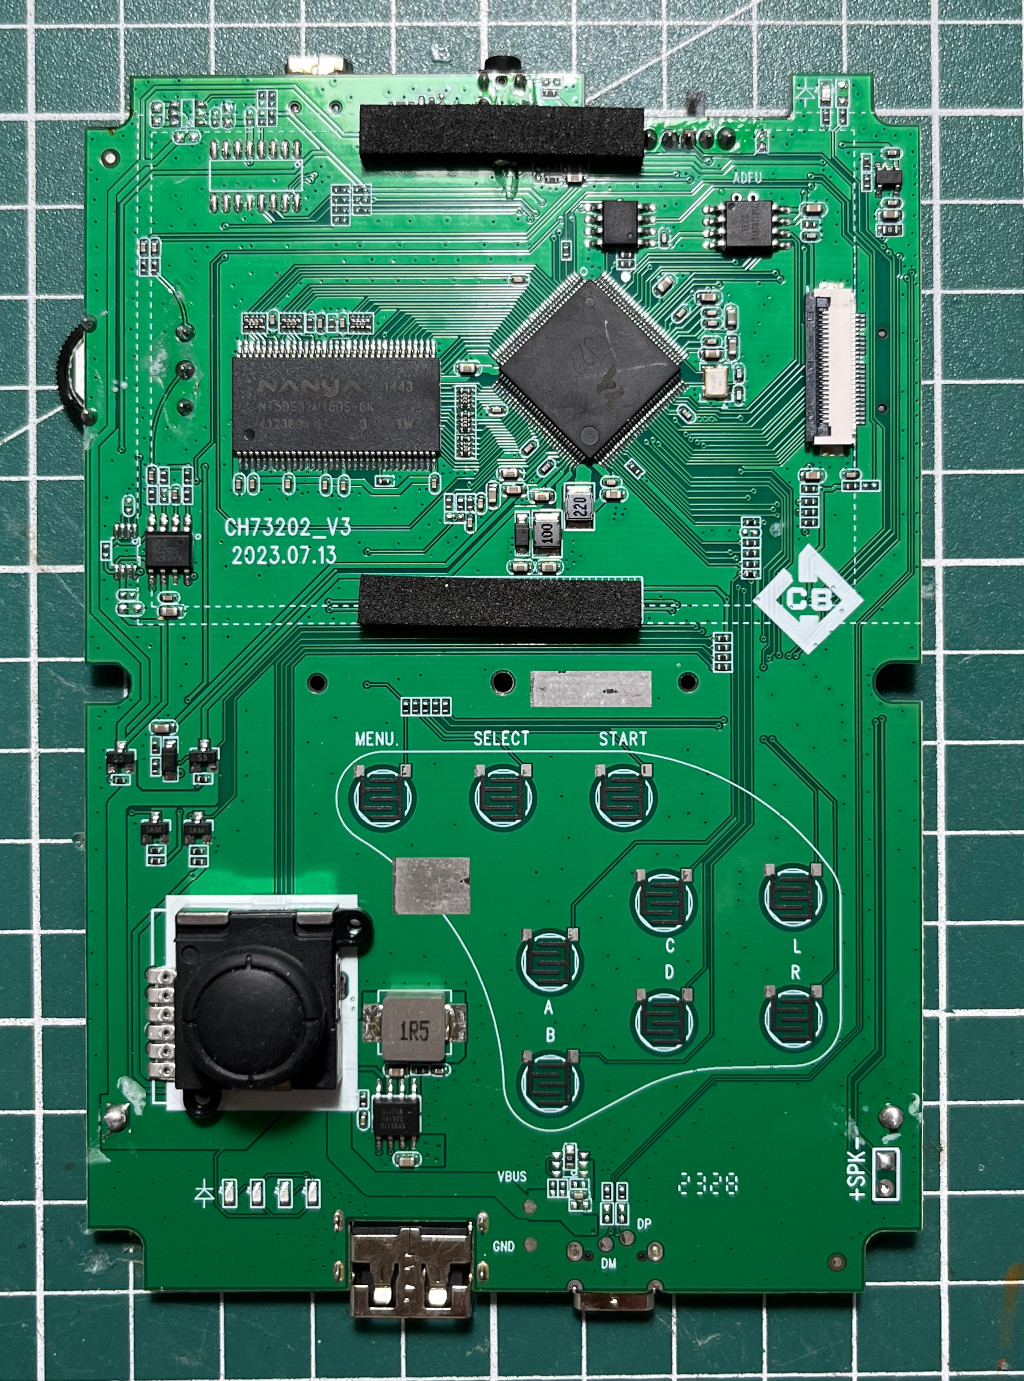 ADFU
NANYA 1443
NT5DS32M16DS-6K
TW
220
100
CH73202_V3
2023.07.13
CB
MENU.
SELECT
START
C
D
L
R
A
B
1R5
+SPK-
VBUS
2328
DP
GND
DM